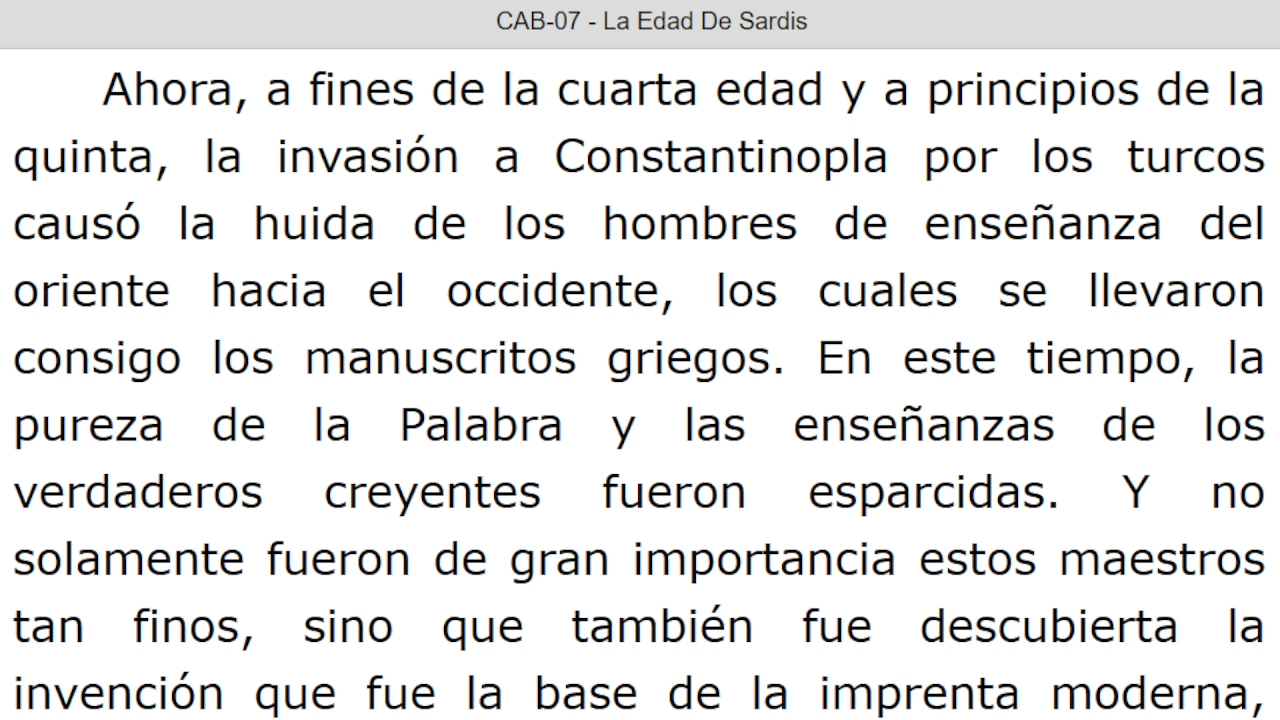 CAB-07 - La Edad De Sardis
Ahora, a fines de la cuarta edad y a principios de la
quinta, la invasión a Constantinopla por los turcos
causó la huida de los hombres de enseñanza del
oriente hacia el occidente, los cuales se llevaron
consigo los manuscritos griegos. En este tiempo, la
pureza de la Palabra y las enseñanzas de los
verdaderos creyentes fueron esparcidas. Y no
solamente fueron de gran importancia estos maestros
tan finos, sino que también fue descubierta la
invención que fue la base de la imprenta moderna,